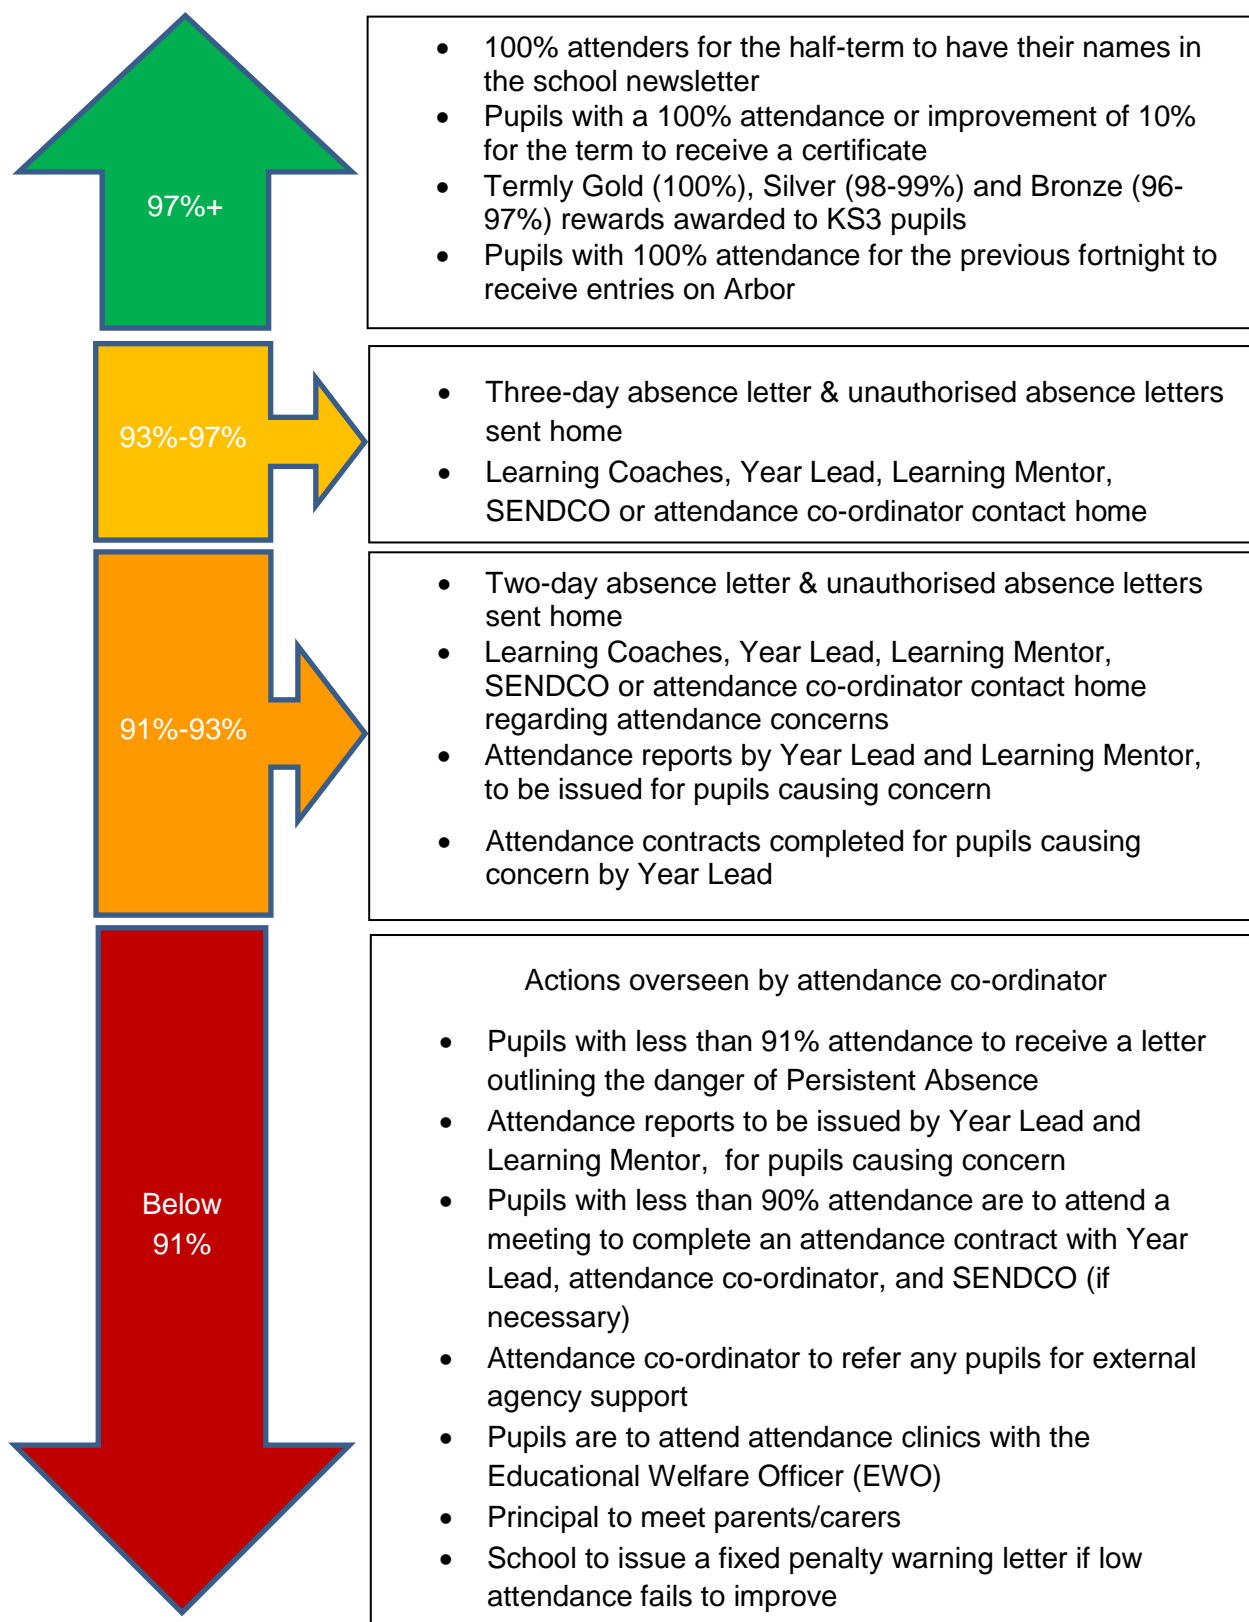 97%+
• 100% attenders for the half-term to have their names in
the school newsletter
• Pupils with a 100% attendance or improvement of 10%
for the term to receive a certificate
• Termly Gold (100%), Silver (98-99%) and Bronze (96-
97%) rewards awarded to KS3 pupils
• Pupils with 100% attendance for the previous fortnight to
receive entries on Arbor
93%-97%
• Three-day absence letter & unauthorised absence letters
sent home
• Learning Coaches, Year Lead, Learning Mentor,
SENDCO or attendance co-ordinator contact home
91%-93%
• Two-day absence letter & unauthorised absence letters
sent home
• Learning Coaches, Year Lead, Learning Mentor,
SENDCO or attendance co-ordinator contact home
regarding attendance concerns
• Attendance reports by Year Lead and Learning Mentor,
to be issued for pupils causing concern
• Attendance contracts completed for pupils causing
concern by Year Lead
Below
91%
Actions overseen by attendance co-ordinator
• Pupils with less than 91% attendance to receive a letter
outlining the danger of Persistent Absence
• Attendance reports to be issued by Year Lead and
Learning Mentor,  for pupils causing concern
• Pupils with less than 90% attendance are to attend a
meeting to complete an attendance contract with Year
Lead, attendance co-ordinator, and SENDCO (if
necessary)
• Attendance co-ordinator to refer any pupils for external
agency support
• Pupils are to attend attendance clinics with the
Educational Welfare Officer (EWO)
• Principal to meet parents/carers
• School to issue a fixed penalty warning letter if low
attendance fails to improve